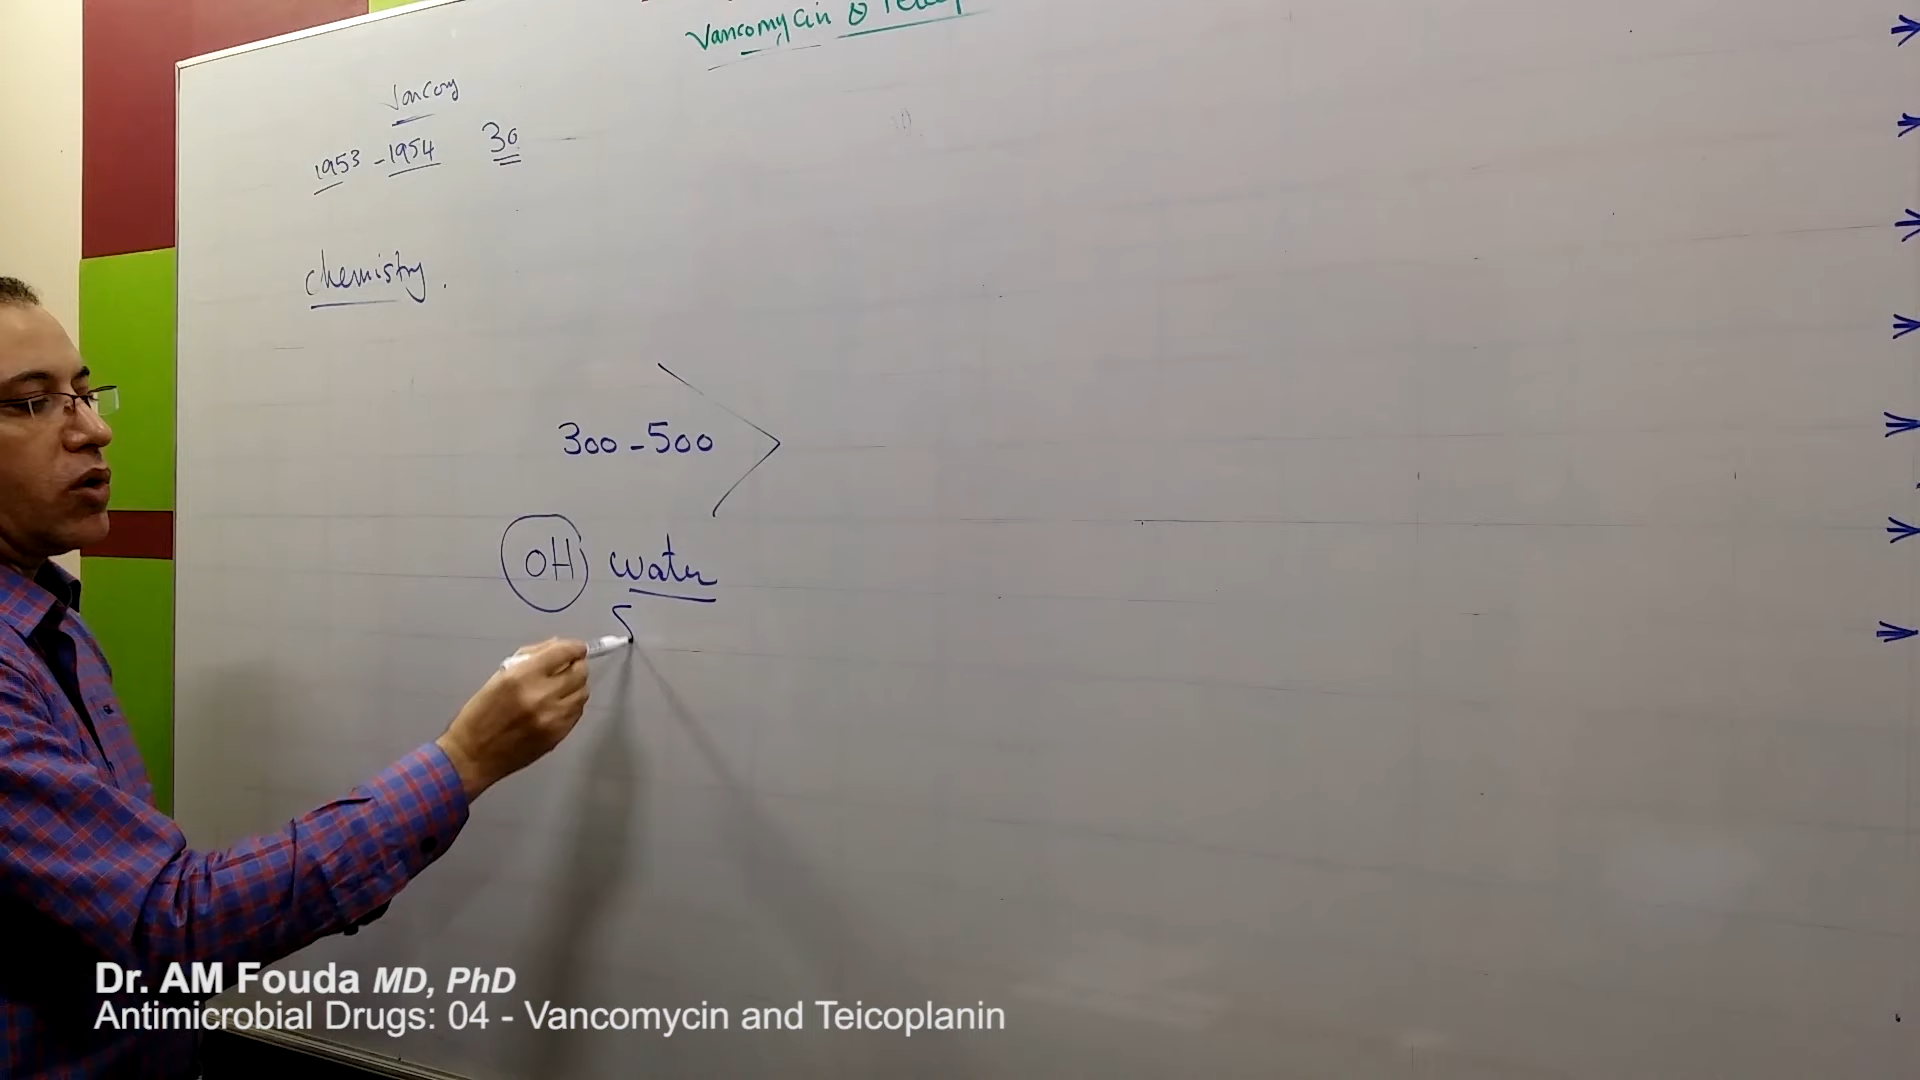 Vancomycin &
Vancomy
1953 - 1954 30
chemistry.
300 - 500
OH water
S
Dr. AM Fouda MD, PhD
Antimicrobial Drugs: 04 - Vancomycin and Teicoplanin